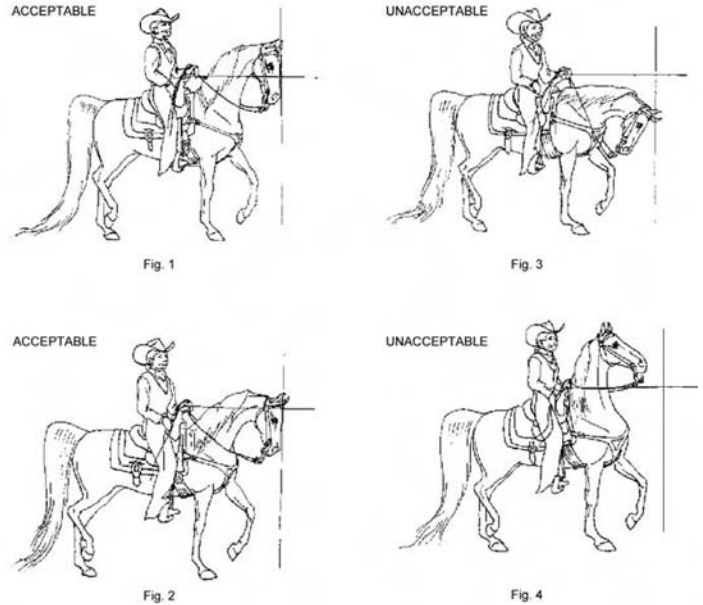 ACCEPTABLE
UNACCEPTABLE
Fig. 1
Fig. 3
ACCEPTABLE
UNACCEPTABLE
Fig. 2
Fig. 4